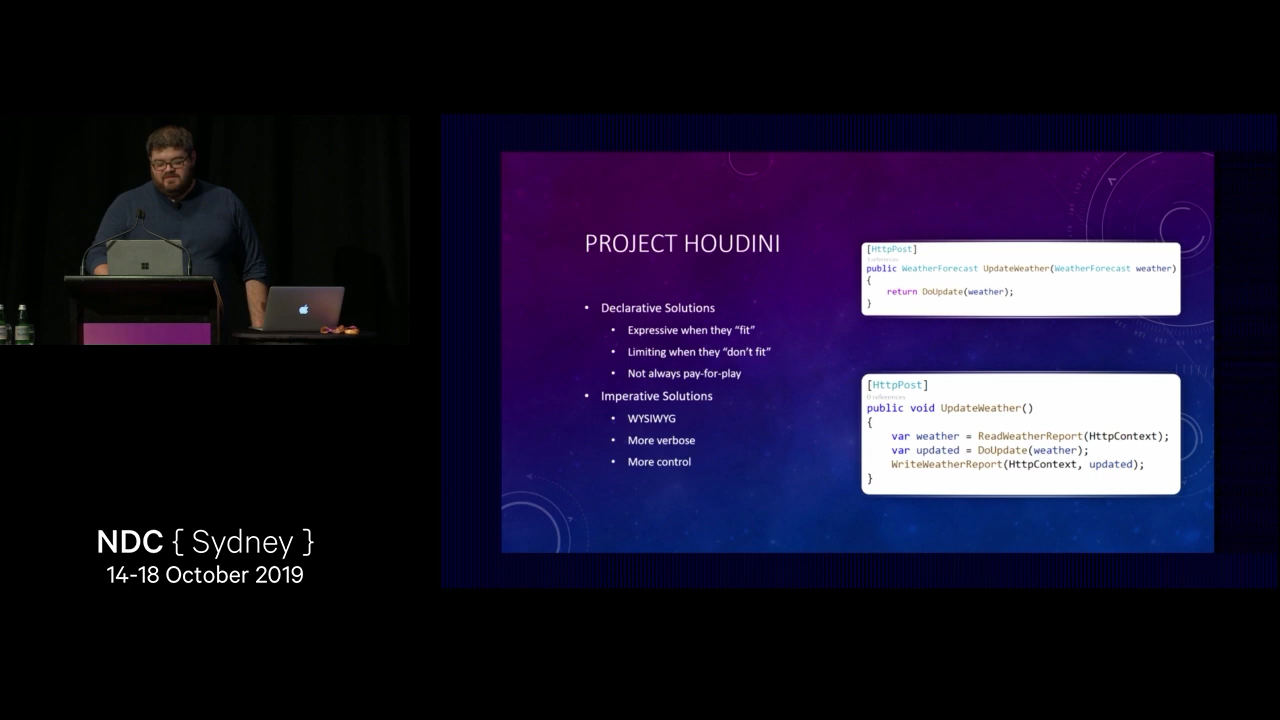 PROJECT HOUDINI
• Declarative Solutions
• Expressive when they “fit”
• Limiting when they “don’t fit”
• Not always pay-for-play
• Imperative Solutions
• WYSIWYG
• More verbose
• More control
[HttpPost]
public WeatherForecast UpdateWeather(WeatherForecast weather)
{
return DoUpdate(weather);
}
[HttpPost]
0 references
public void UpdateWeather()
{
var weather = ReadWeatherReport(HttpContext);
var updated = DoUpdate(weather);
WriteWeatherReport(HttpContext, updated);
}
NDC { Sydney }
14-18 October 2019